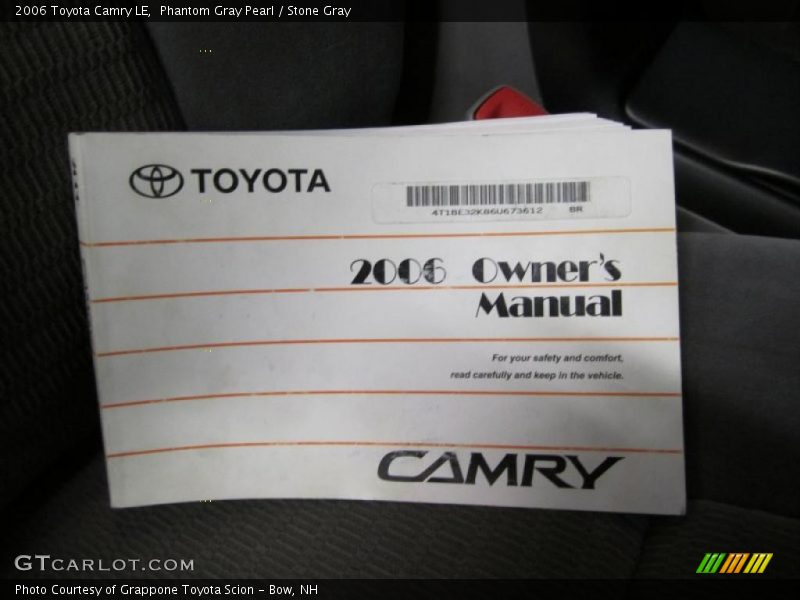 2006 Toyota Camry LE,  Phantom Gray Pearl / Stone Gray
TOYOTA
4T1BE32K86U673612    BR
2006 Owner's
Manual
For your safety and comfort,
read carefully and keep in the vehicle.
CAMRY
GTCARLOT.COM
Photo Courtesy of Grappone Toyota Scion - Bow, NH